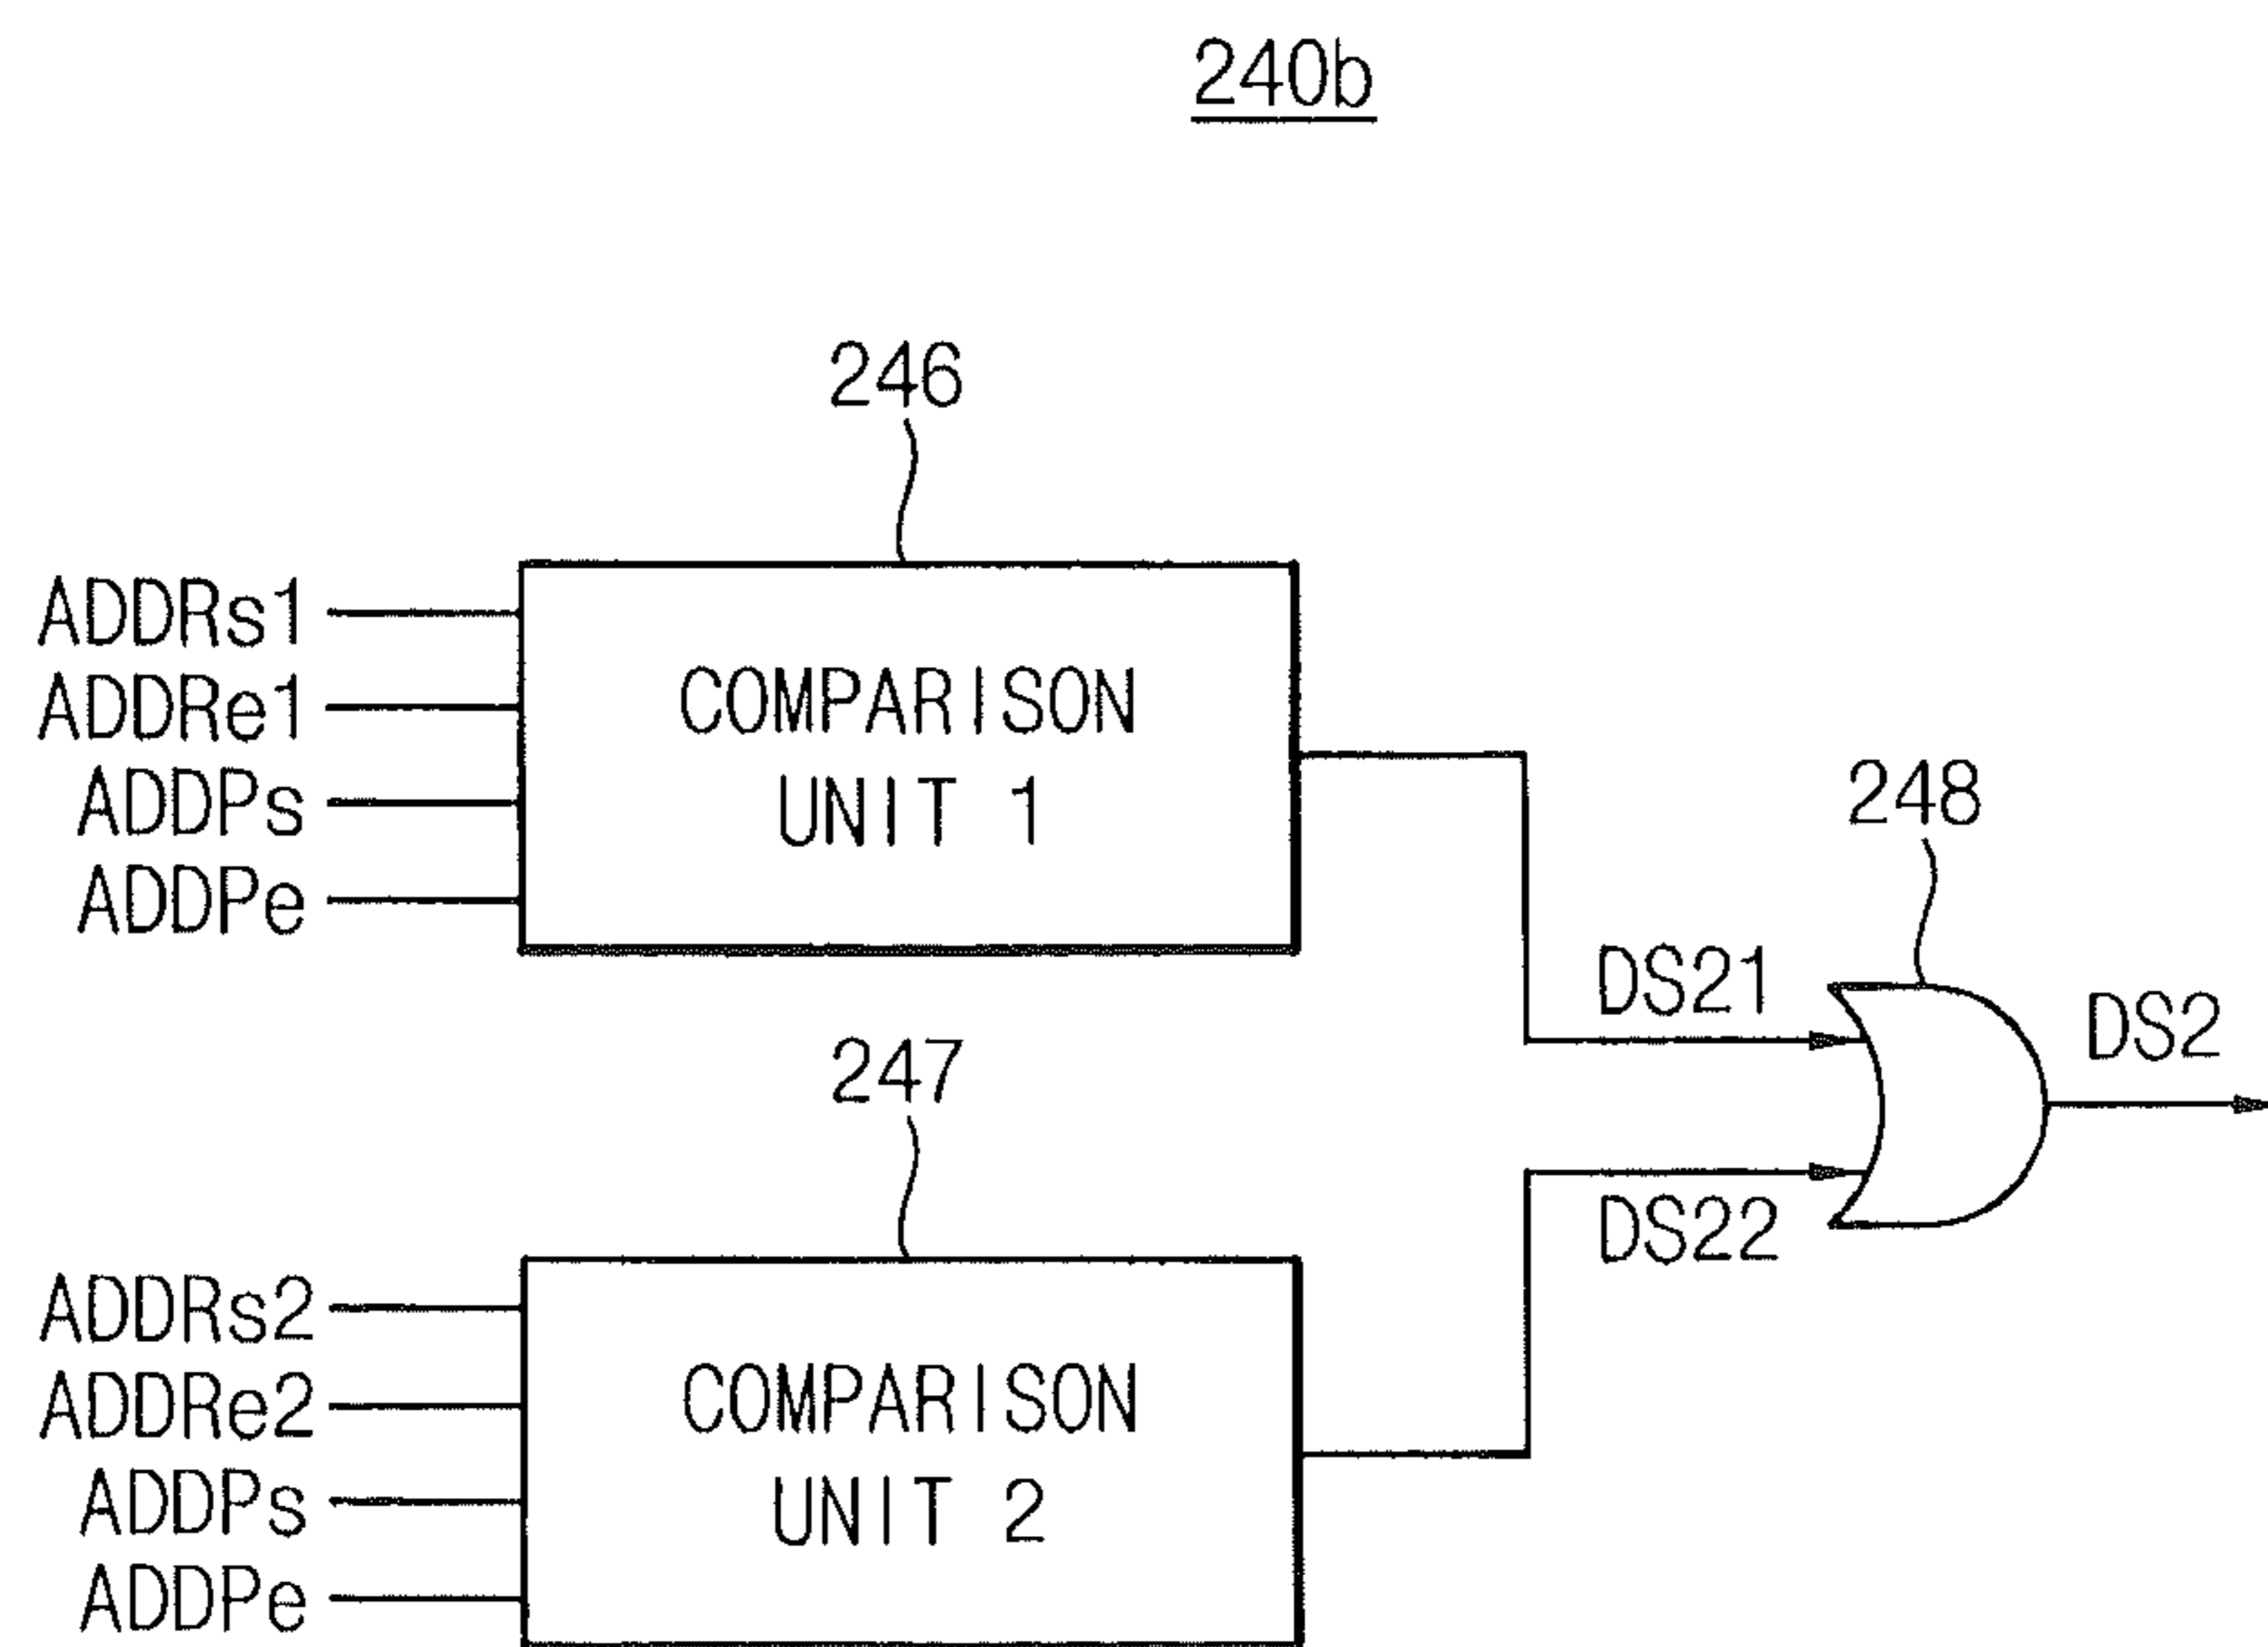 240b
246
ADDRs1
ADDRe1
ADDPs
ADDPe
COMPARISON
UNIT 1
248
DS21
DS2
DS22
247
ADDRs2
ADDRe2
ADDPs
ADDPe
COMPARISON
UNIT 2